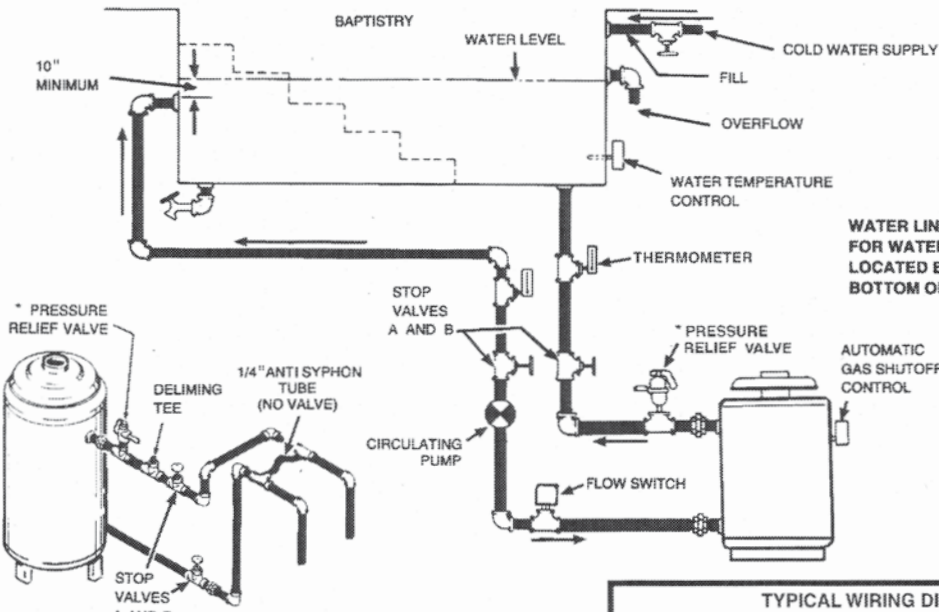 BAPTISTRY
WATER LEVEL
COLD WATER SUPPLY
10"
MINIMUM
FILL
OVERFLOW
WATER TEMPERATURE
CONTROL
WATER LIN
FOR WATER
LOCATED B
BOTTOM O
THERMOMETER
STOP
VALVES
A AND B
* PRESSURE
RELIEF VALVE
* PRESSURE
RELIEF VALVE
AUTOMATIC
GAS SHUTOFF
CONTROL
1/4" ANTI SYPHON
TUBE
(NO VALVE)
DELIMING
TEE
CIRCULATING
PUMP
FLOW SWITCH
STOP
VALVES
TYPICAL WIRING DI